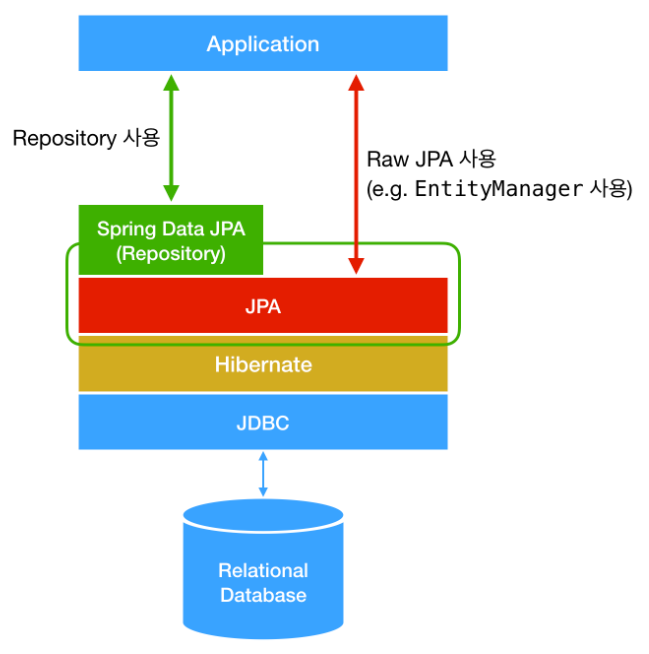 Application
Repository 사용
Raw JPA 사용
(e.g. EntityManager 사용)
Spring Data JPA
(Repository)
JPA
Hibernate
JDBC
Relational
Database